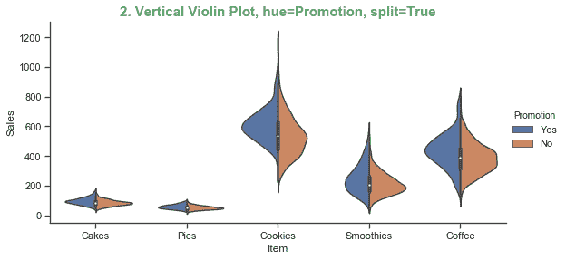 2. Vertical Violin Plot, hue=Promotion, split=True
1200
1000
800
600
400
200
0
Sales
Cakes Pies Cookies Smoothies Coffee
Item
Promotion
Yes
No